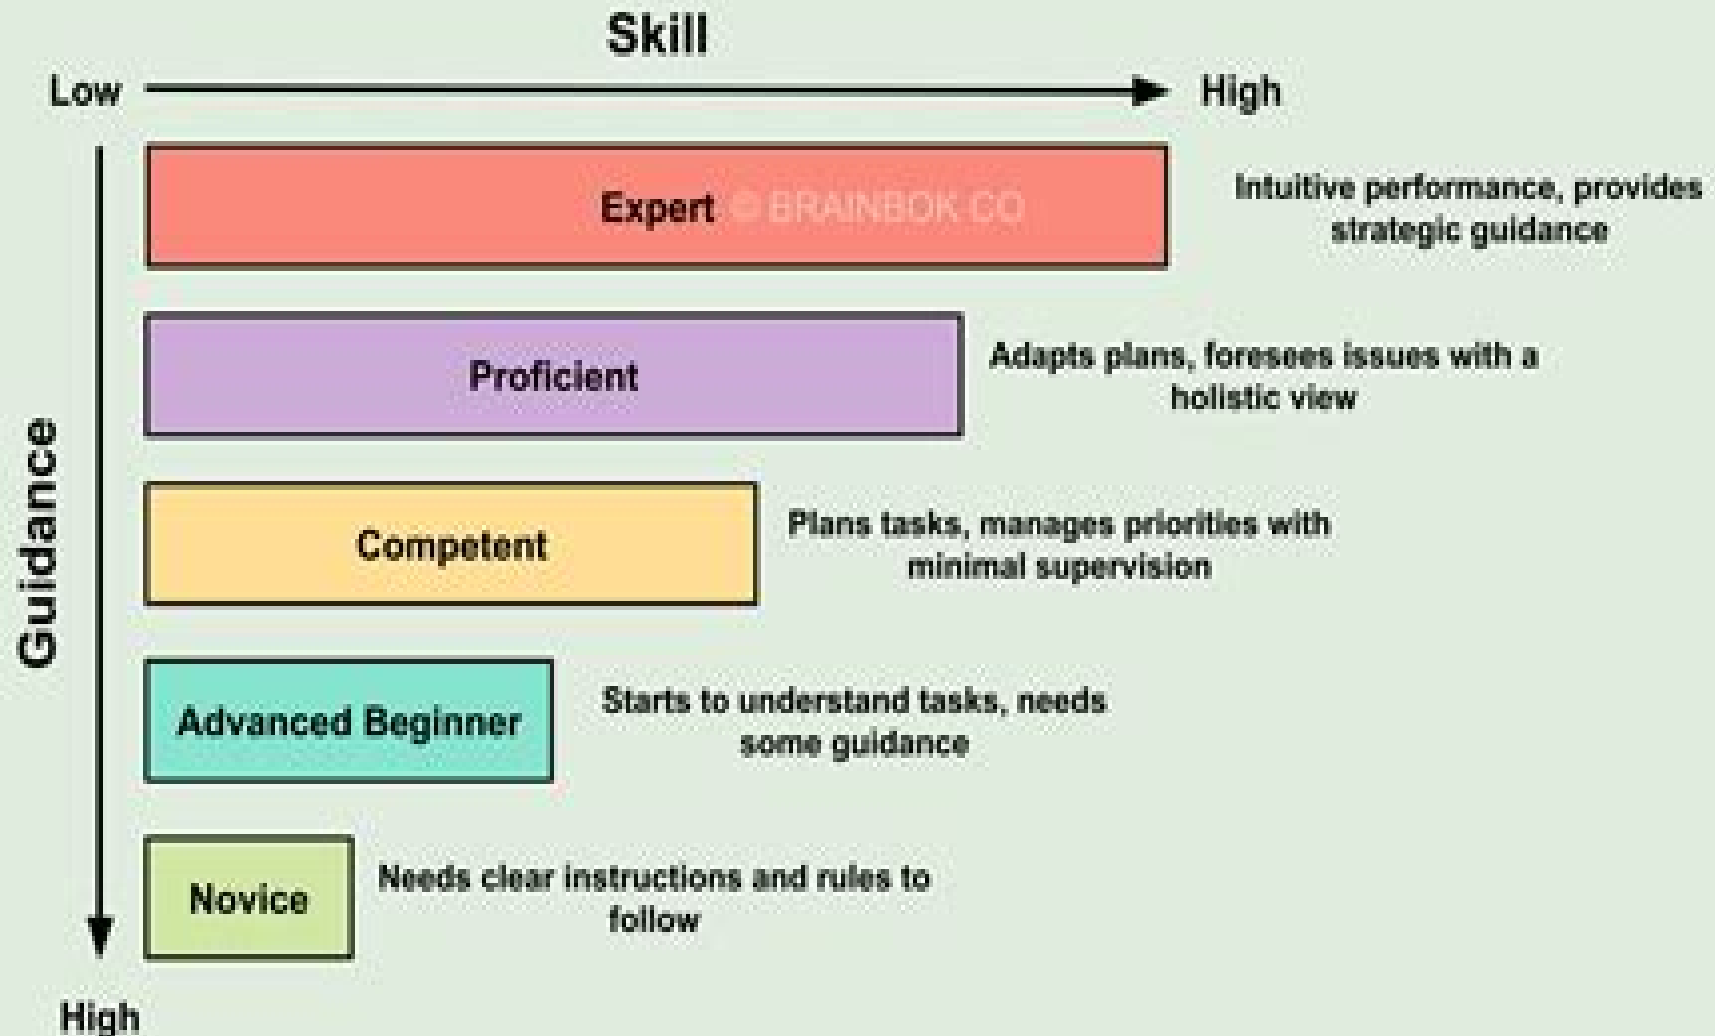 Skill
Low
High
Expert © BRAINBOK CO
Intuitive performance, provides
strategic guidance
Proficient
Adapts plans, foresees issues with a
holistic view
Guidance
Competent
Plans tasks, manages priorities with
minimal supervision
Advanced Beginner
Starts to understand tasks, needs
some guidance
Novice
Needs clear instructions and rules to
follow
High